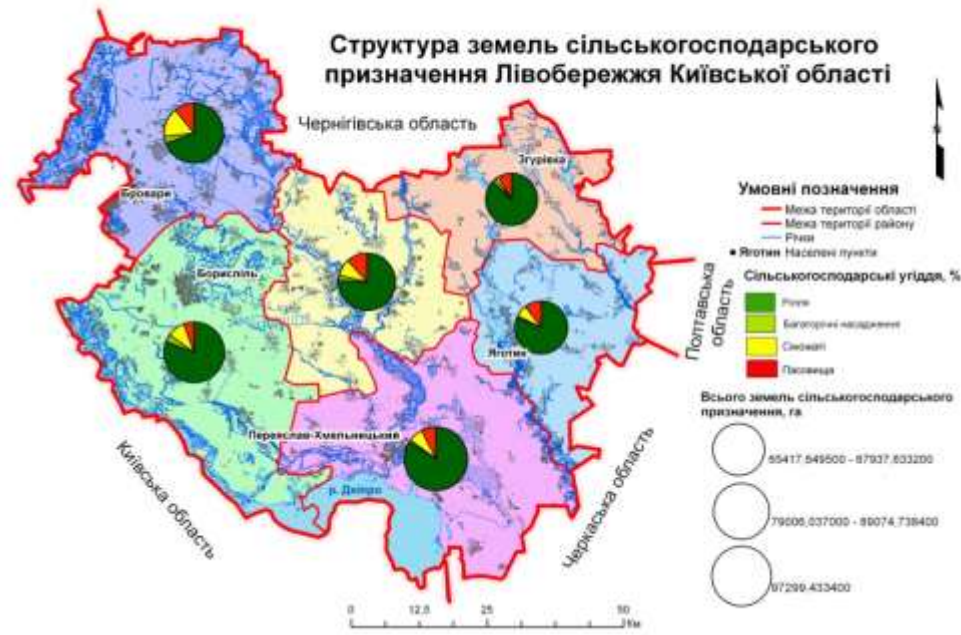 Структура земель сільськогосподарського
призначення Лівобережжя Київської області
Чернігівська область
Згурівка
Бровари
Бориспіль
Яготин
Переяслав-Хмельницький
р. Дніпро
Київська область
Черкаська область
Полтавська
область
Умовні позначення
Межа території області
Межа території району
Річки
Яготин Населені пункти
Сільськогосподарські угіддя, %
Рілля
Багаторічні насадження
Сіножаті
Пасовища
Всього земель сільськогосподарського
призначення, га
65417,649500 - 67937,633200
79006,037000 - 89074,738400
97299,433400
0 12,5 25 50
Км